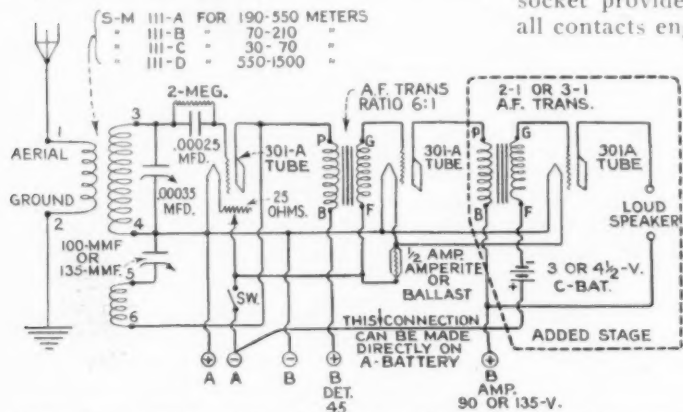 socket provide
all contacts en
S-M III-A FOR 190-550 METERS
" III-B " 70-210 "
" III-C " 30-70 "
" III-D " 550-1500 "
2-MEG.
A.F. TRANS
RATIO 6:1
2-1 OR 3-1
A.F. TRANS.
1
3
P
G
P
G
AERIAL
.00025
MFD.
301-A
TUBE
301-A
TUBE
301A
TUBE
.00035
MFD.
25
OHMS.
GROUND
2
4
B
F
B
F
LOUD
SPEAKER
100-MMF
OR
135-MMF.
5
6
½ AMP.
AMPERITE
OR
BALLAST
3 OR 4½-V.
C-BAT.
SW.
THIS CONNECTION
CAN BE MADE
DIRECTLY ON
A-BATTERY
ADDED STAGE
+ − − + +
A A B B B
DET.
45
AMP.
90 OR 135-V.